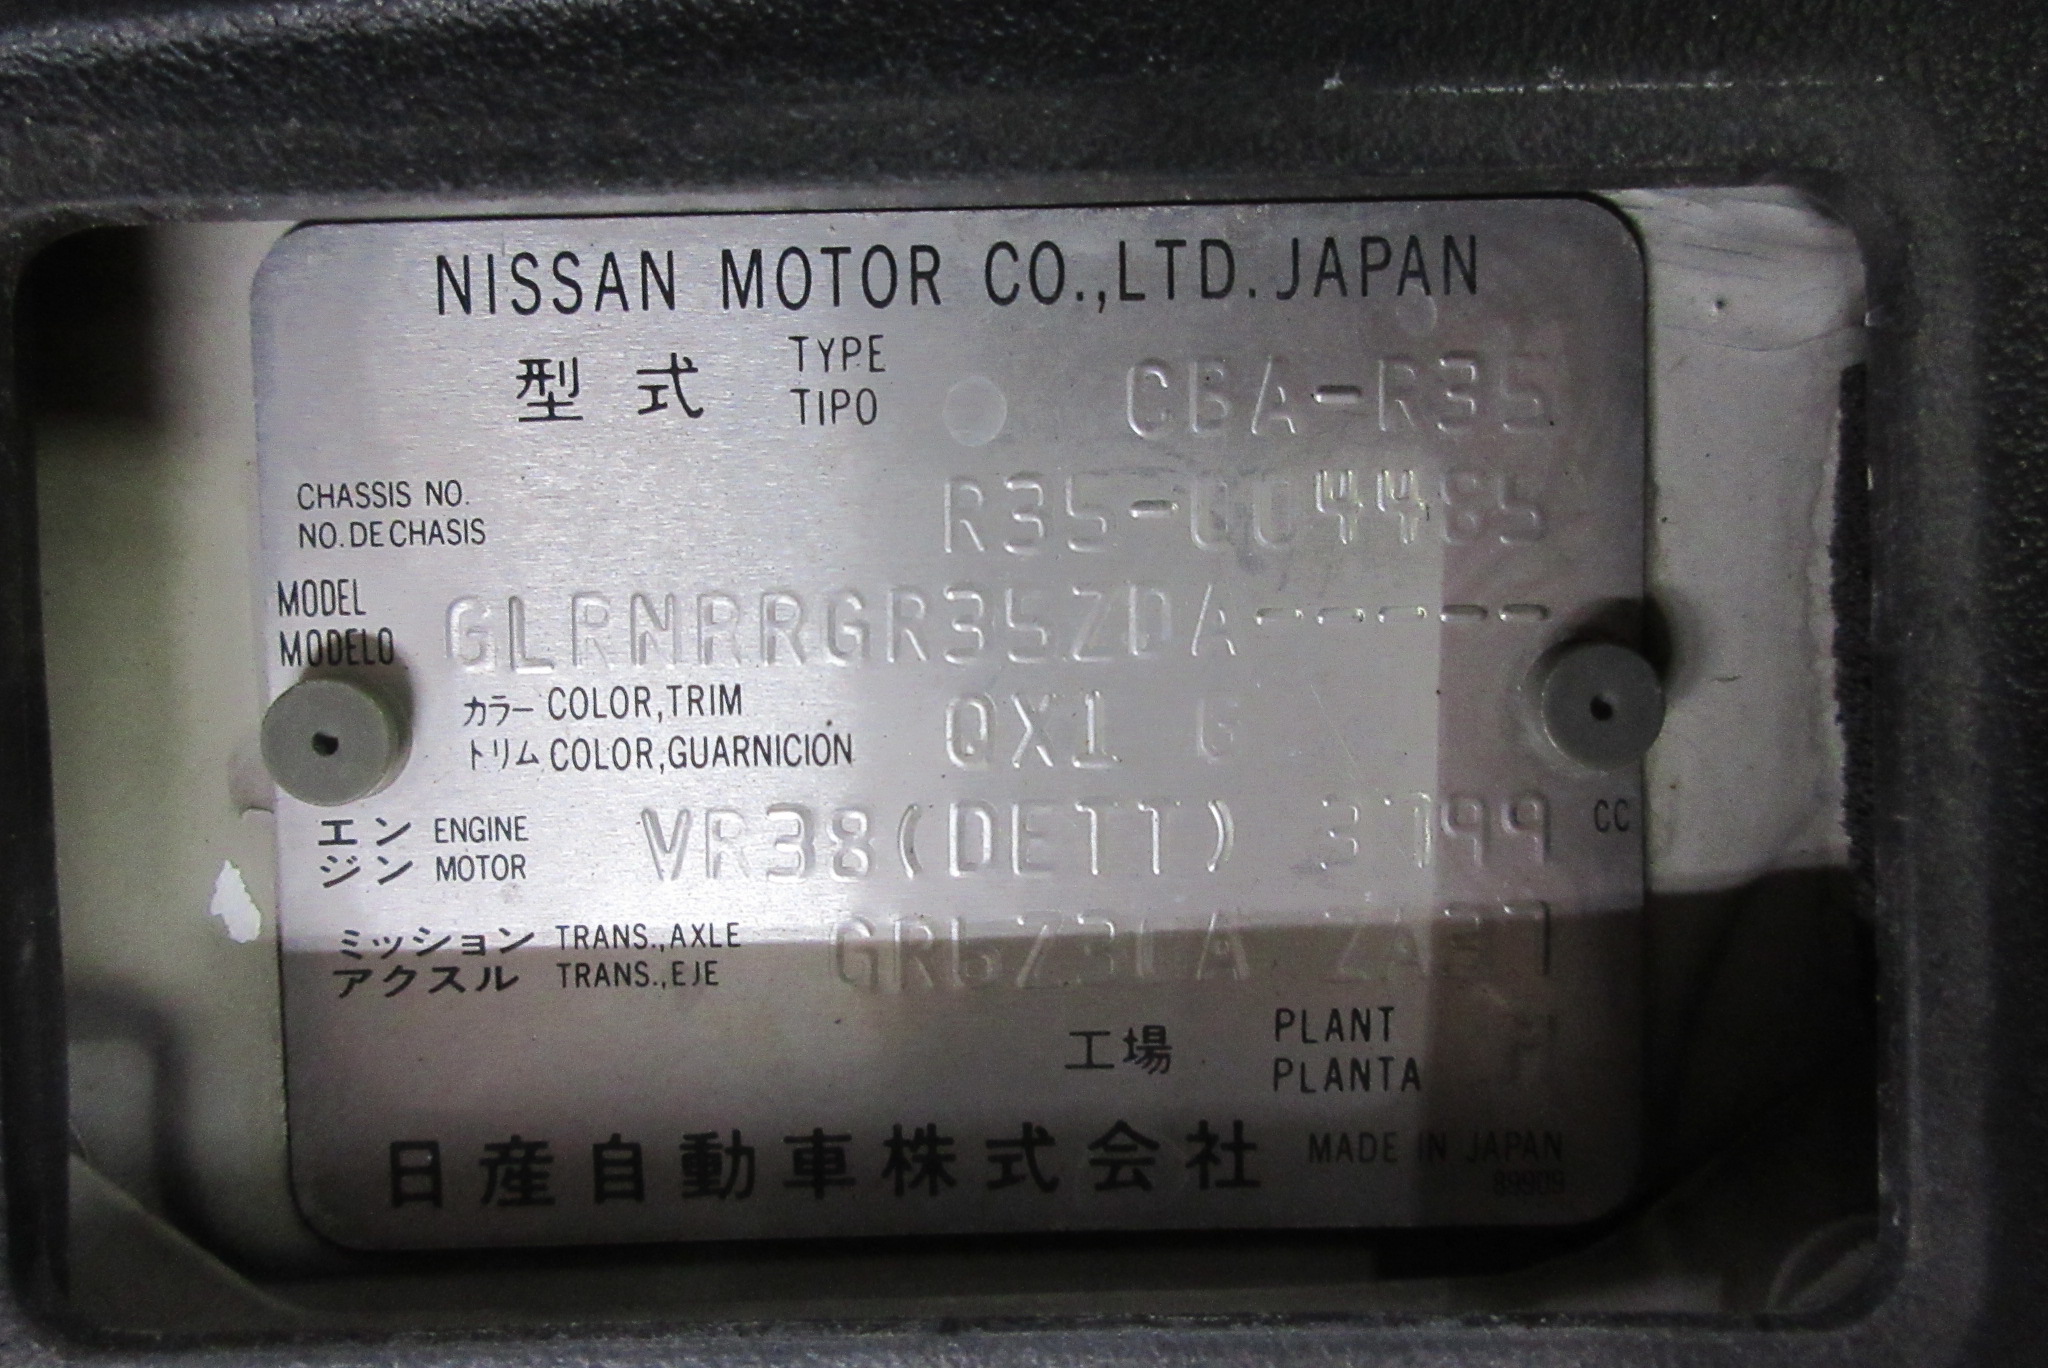 NISSAN MOTOR CO.,LTD.JAPAN
型式 TYPE CBA-R35
TIPO
CHASSIS NO. R35-004485
NO.DE CHASIS
MODEL GLRNRRGR35ZDA-----
MODELO
カラー COLOR,TRIM QX1 G
トリム COLOR,GUARNICIÓN
エン ENGINE VR38(DETT) 3799 CC
ジン MOTOR
ミッション TRANS.,AXLE
アクスル TRANS.,EJE
工場 PLANT
PLANTA
日産自動車株式会社 MADE IN JAPAN